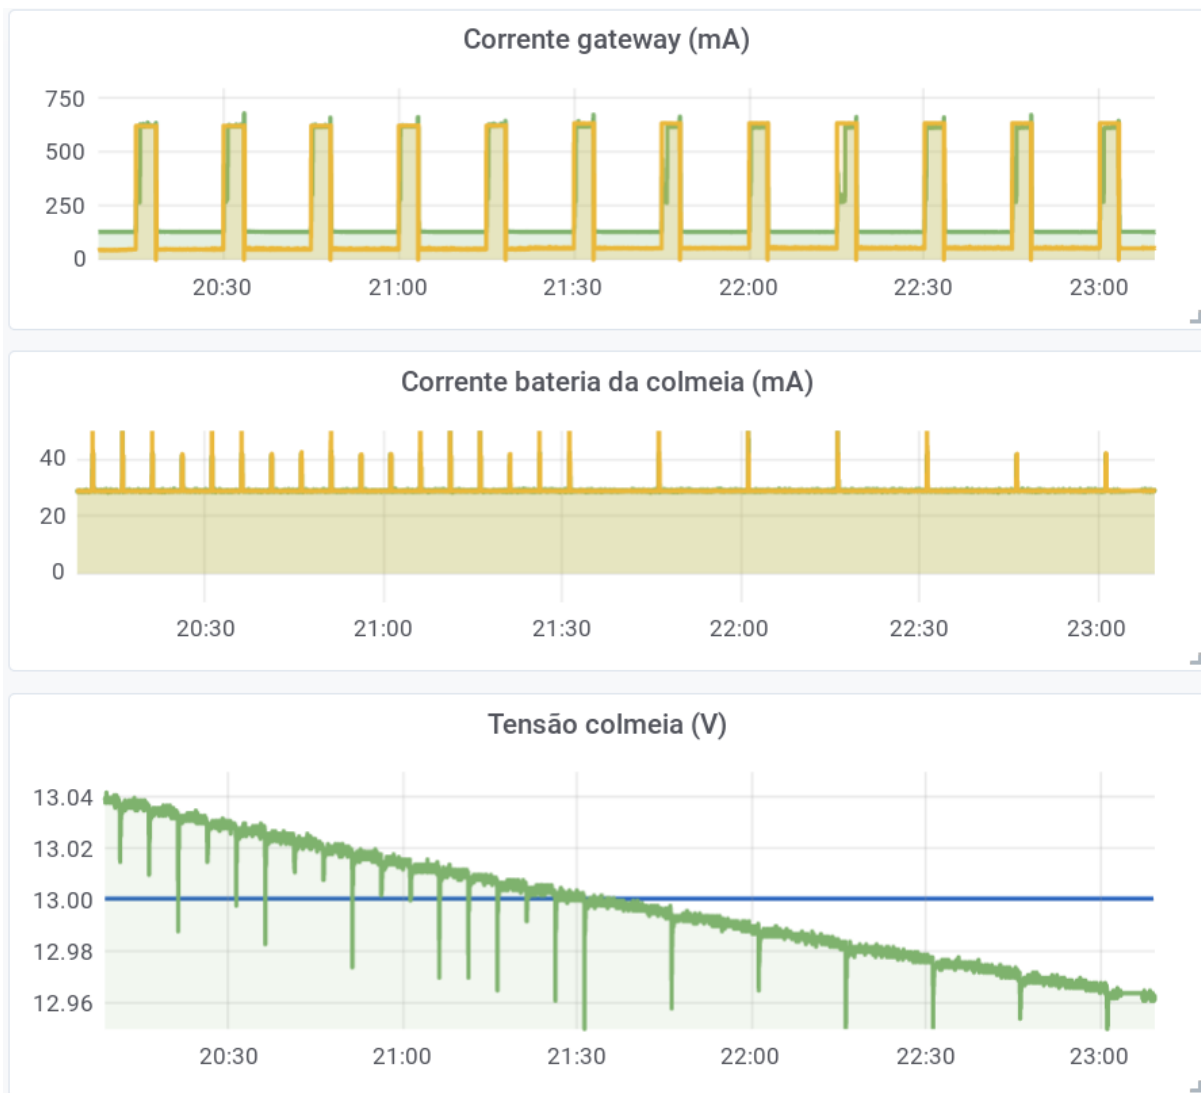 Corrente gateway (mA)
750
500
250
0
20:30 21:00 21:30 22:00 22:30 23:00
Corrente bateria da colmeia (mA)
40
20
0
20:30 21:00 21:30 22:00 22:30 23:00
Tensão colmeia (V)
13.04
13.02
13.00
12.98
12.96
20:30 21:00 21:30 22:00 22:30 23:00